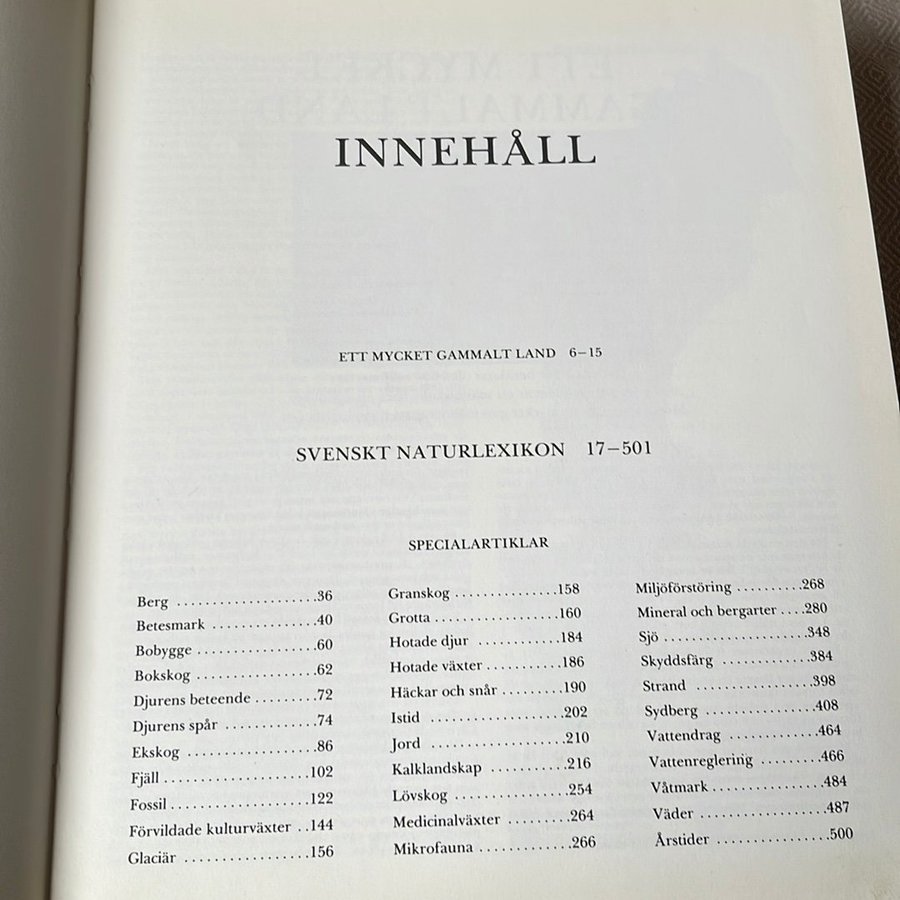 INNEHÅLL
ETT MYCKET GAMMALT LAND 6–15
SVENSKT NATURLEXIKON 17–501
SPECIALARTIKLAR
Berg ....................36
Betesmark ...............40
Bobygge .................60
Bokskog .................62
Djurens beteende .........72
Djurens spår .............74
Ekskog ...................86
Fjäll ....................102
Fossil ...................122
Förvildade kulturväxter ..144
Glaciär ..................156
Granskog ...............158
Grotta ..................160
Hotade djur ............184
Hotade växter ...........186
Häckar och snår .........190
Istid ...................202
Jord ...................210
Kalklandskap ...........216
Lövskog ................254
Medicinalväxter .........264
Mikrofauna .............266
Miljöförstöring ..........268
Mineral och bergarter ....280
Sjö .....................348
Skyddsfärg .............384
Strand .................398
Sydberg ................408
Vattendrag .............464
Vattenreglering .........466
Våtmark ................484
Väder ..................487
Årstider ................500